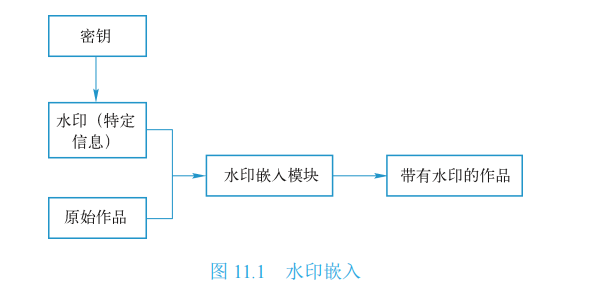 密钥
水印（特定
信息）
原始作品
水印嵌入模块
带有水印的作品
图 11.1 水印嵌入